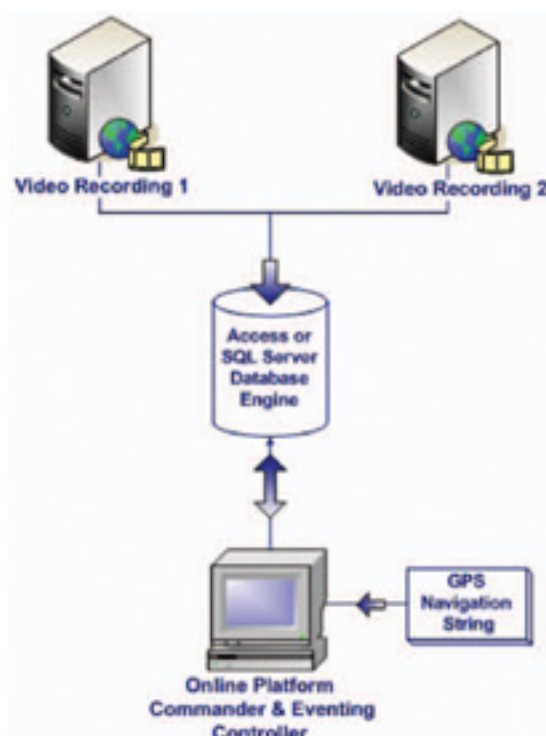 Video Recording 1
Video Recording 2
Access or
SQL Server
Database
Engine
GPS
Navigation
String
Online Platform
Commander & Eventing
Controller